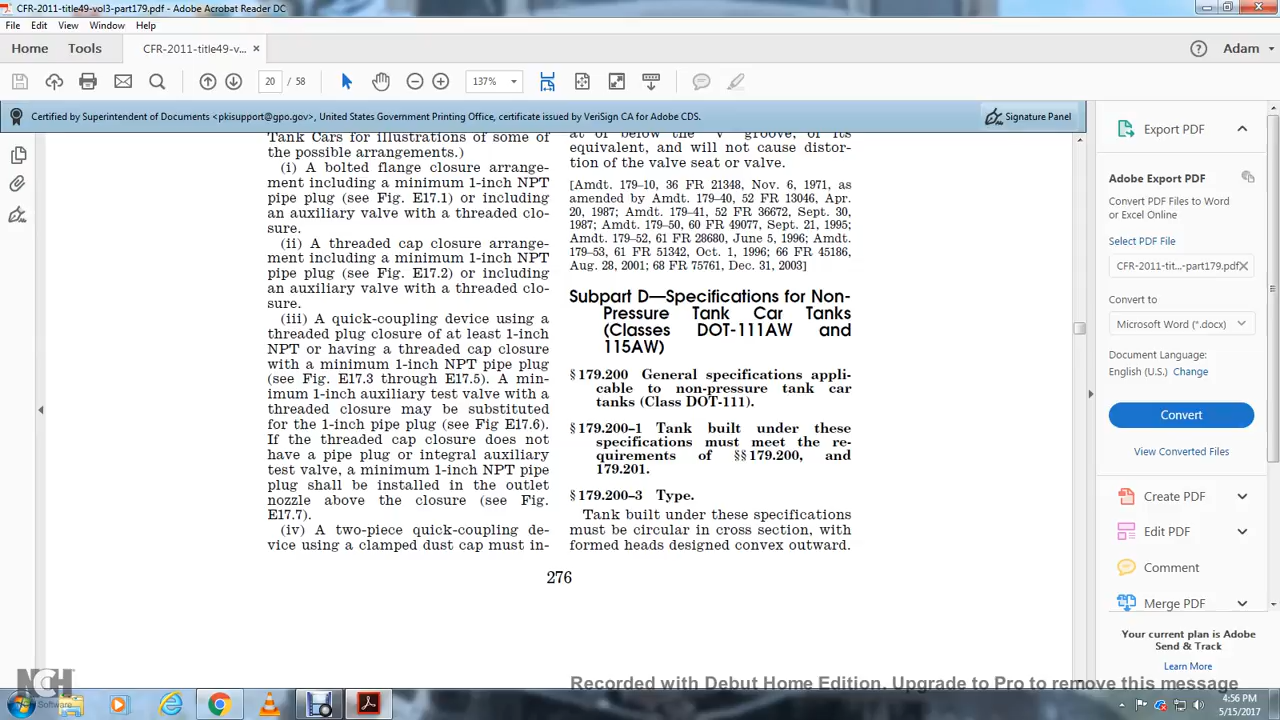 CFR-2011-title49-vol3-part179.pdf - Adobe Acrobat Reader DC
File Edit View Window Help
Home Tools CFR-2011-title49-v... × Adam
20 / 58 137%
Certified by Superintendent of Documents <pkisupport@gpo.gov>, United States Government Printing Office, certificate issued by VeriSign CA for Adobe CDS. Signature Panel
Tank Cars for illustrations of some of
the possible arrangements.)
(i) A bolted flange closure arrange-
ment including a minimum 1-inch NPT
pipe plug (see Fig. E17.1) or including
an auxiliary valve with a threaded clo-
sure.
(ii) A threaded cap closure arrange-
ment including a minimum 1-inch NPT
pipe plug (see Fig. E17.2) or including
an auxiliary valve with a threaded clo-
sure.
(iii) A quick-coupling device using a
threaded plug closure of at least 1-inch
NPT or having a threaded cap closure
with a minimum 1-inch NPT pipe plug
(see Fig. E17.3 through E17.5). A min-
imum 1-inch auxiliary test valve with a
threaded closure may be substituted
for the 1-inch pipe plug (see Fig E17.6).
If the threaded cap closure does not
have a pipe plug or integral auxiliary
test valve, a minimum 1-inch NPT pipe
plug shall be installed in the outlet
nozzle above the closure (see Fig.
E17.7).
(iv) A two-piece quick-coupling de-
vice using a clamped dust cap must in-
at or below the "V" groove, or its
equivalent, and will not cause distor-
tion of the valve seat or valve.
[Amdt. 179–10, 36 FR 21348, Nov. 6, 1971, as
amended by Amdt. 179–40, 52 FR 13046, Apr.
20, 1987; Amdt. 179–41, 52 FR 36672, Sept. 30,
1987; Amdt. 179–50, 60 FR 49077, Sept. 21, 1995;
Amdt. 179–52, 61 FR 28680, June 5, 1996; Amdt.
179–53, 61 FR 51342, Oct. 1, 1996; 66 FR 45186,
Aug. 28, 2001; 68 FR 75761, Dec. 31, 2003]
Subpart D—Specifications for Non-
Pressure Tank Car Tanks
(Classes DOT-111AW and
115AW)
§ 179.200 General specifications appli-
cable to non-pressure tank car
tanks (Class DOT-111).
§ 179.200–1 Tank built under these
specifications must meet the re-
quirements of §§ 179.200, and
179.201.
§ 179.200–3 Type.
Tank built under these specifications
must be circular in cross section, with
formed heads designed convex outward.
276
Export PDF
Adobe Export PDF
Convert PDF Files to Word
or Excel Online
Select PDF File
CFR-2011-tit...-part179.pdf ×
Convert to
Microsoft Word (*.docx)
Document Language:
English (U.S.) Change
Convert
View Converted Files
Create PDF
Edit PDF
Comment
Merge PDF
Your current plan is Adobe
Send & Track
Learn More
NCH
Software
Recorded with Debut Home Edition. Upgrade to Pro to remove this message
4:56 PM
5/15/2017